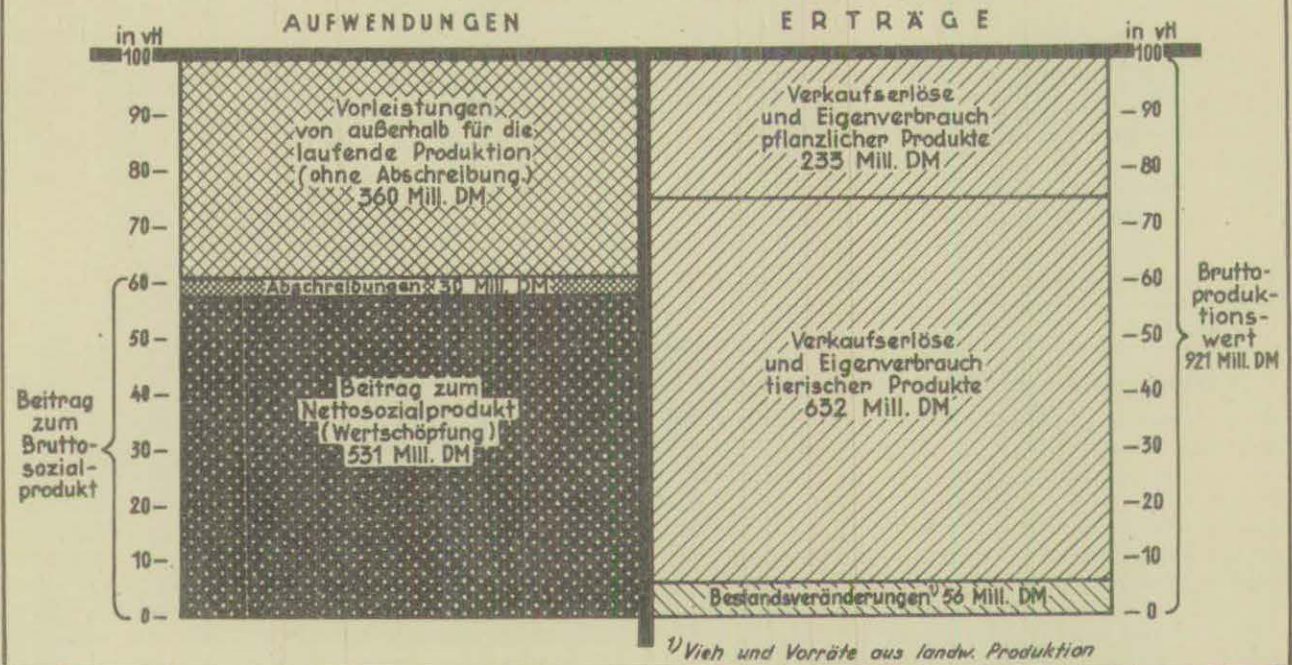 AUFWENDUNGEN
ERTRÄGE
in vH
100
90
80
70
60
50
40
30
20
10
0
Vorleistungen
von außerhalb für die
laufende Produktion
(ohne Abschreibung.)
360 Mill. DM
Abschreibungen 30 Mill. DM
Beitrag zum
Nettosozialprodukt
(Wertschöpfung)
531 Mill. DM
Beitrag
zum
Brutto-
sozial-
produkt
Verkaufserlöse
und Eigenverbrauch
pflanzlicher Produkte
233 Mill. DM
Verkaufserlöse
und Eigenverbrauch
tierischer Produkte
632 Mill. DM
Bestandsveränderungen 1) 56 Mill. DM
in vH
100
90
80
70
60
50
40
30
20
10
0
Brutto-
produk-
tions-
wert
921 Mill. DM
1) Vieh und Vorräte aus landw. Produktion